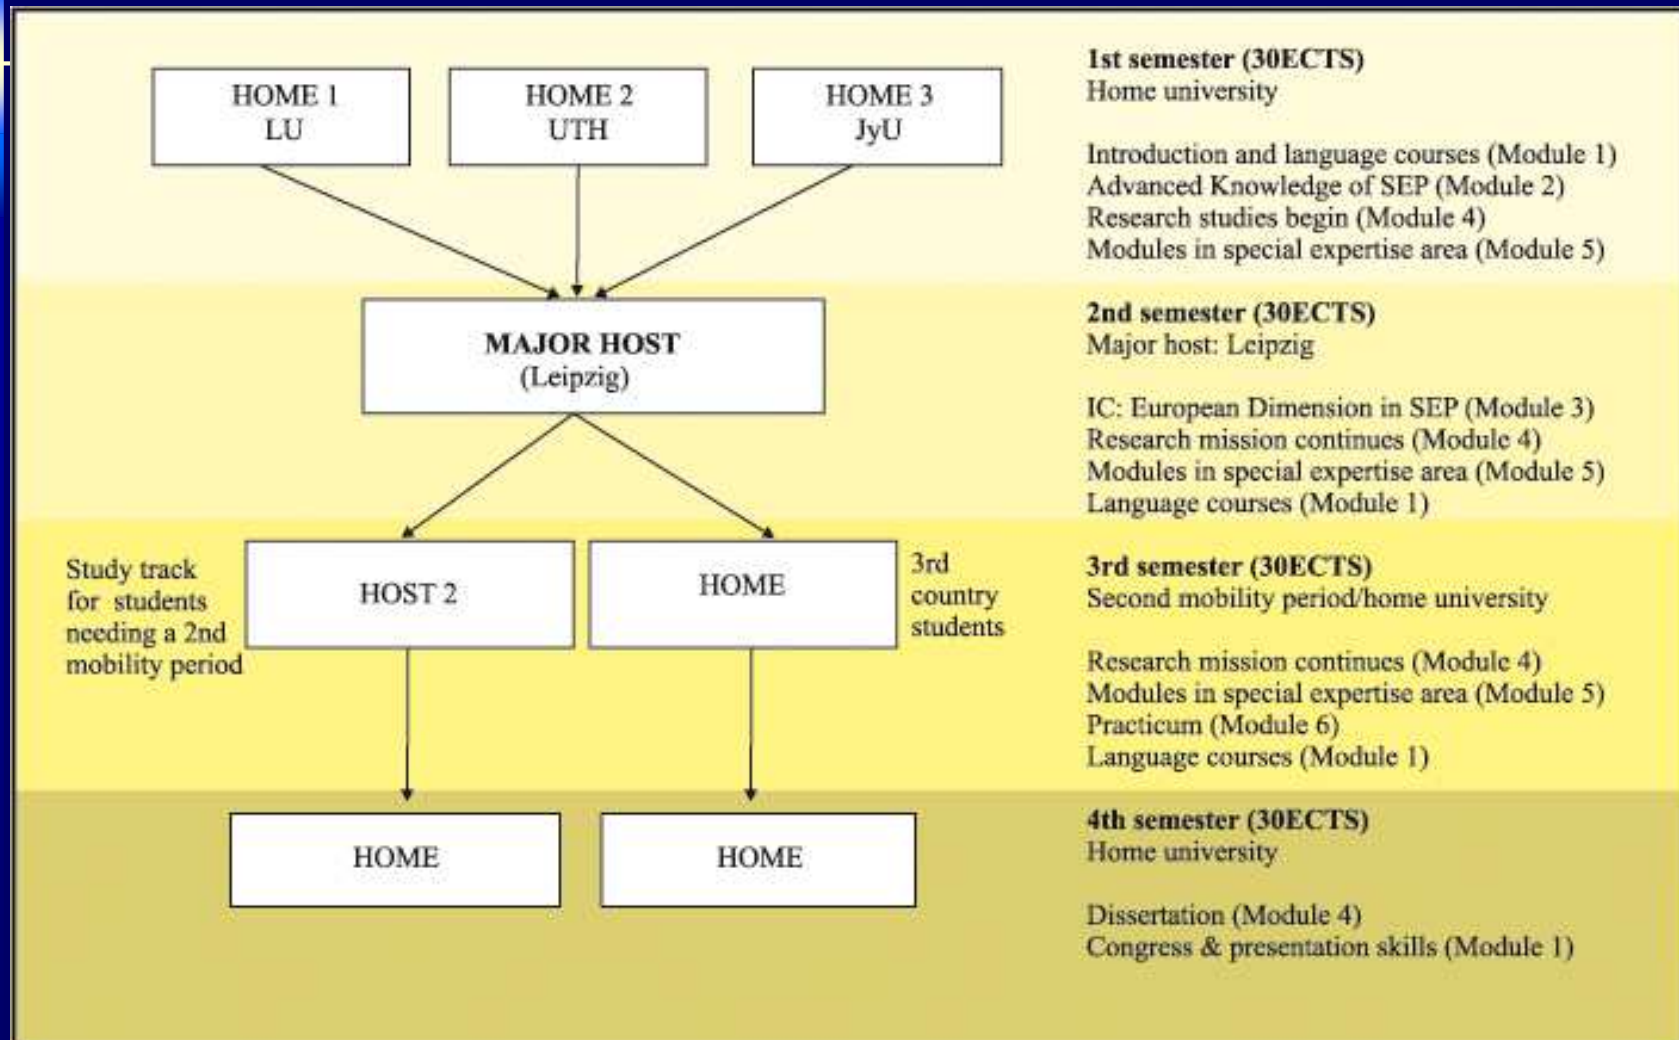 HOME 1
LU
HOME 2
UTH
HOME 3
JyU
1st semester (30ECTS)
Home university
Introduction and language courses (Module 1)
Advanced Knowledge of SEP (Module 2)
Research studies begin (Module 4)
Modules in special expertise area (Module 5)
MAJOR HOST
(Leipzig)
2nd semester (30ECTS)
Major host: Leipzig
IC: European Dimension in SEP (Module 3)
Research mission continues (Module 4)
Modules in special expertise area (Module 5)
Language courses (Module 1)
Study track
for students
needing a 2nd
mobility period
HOST 2
HOME
3rd
country
students
3rd semester (30ECTS)
Second mobility period/home university
Research mission continues (Module 4)
Modules in special expertise area (Module 5)
Practicum (Module 6)
Language courses (Module 1)
HOME
HOME
4th semester (30ECTS)
Home university
Dissertation (Module 4)
Congress & presentation skills (Module 1)